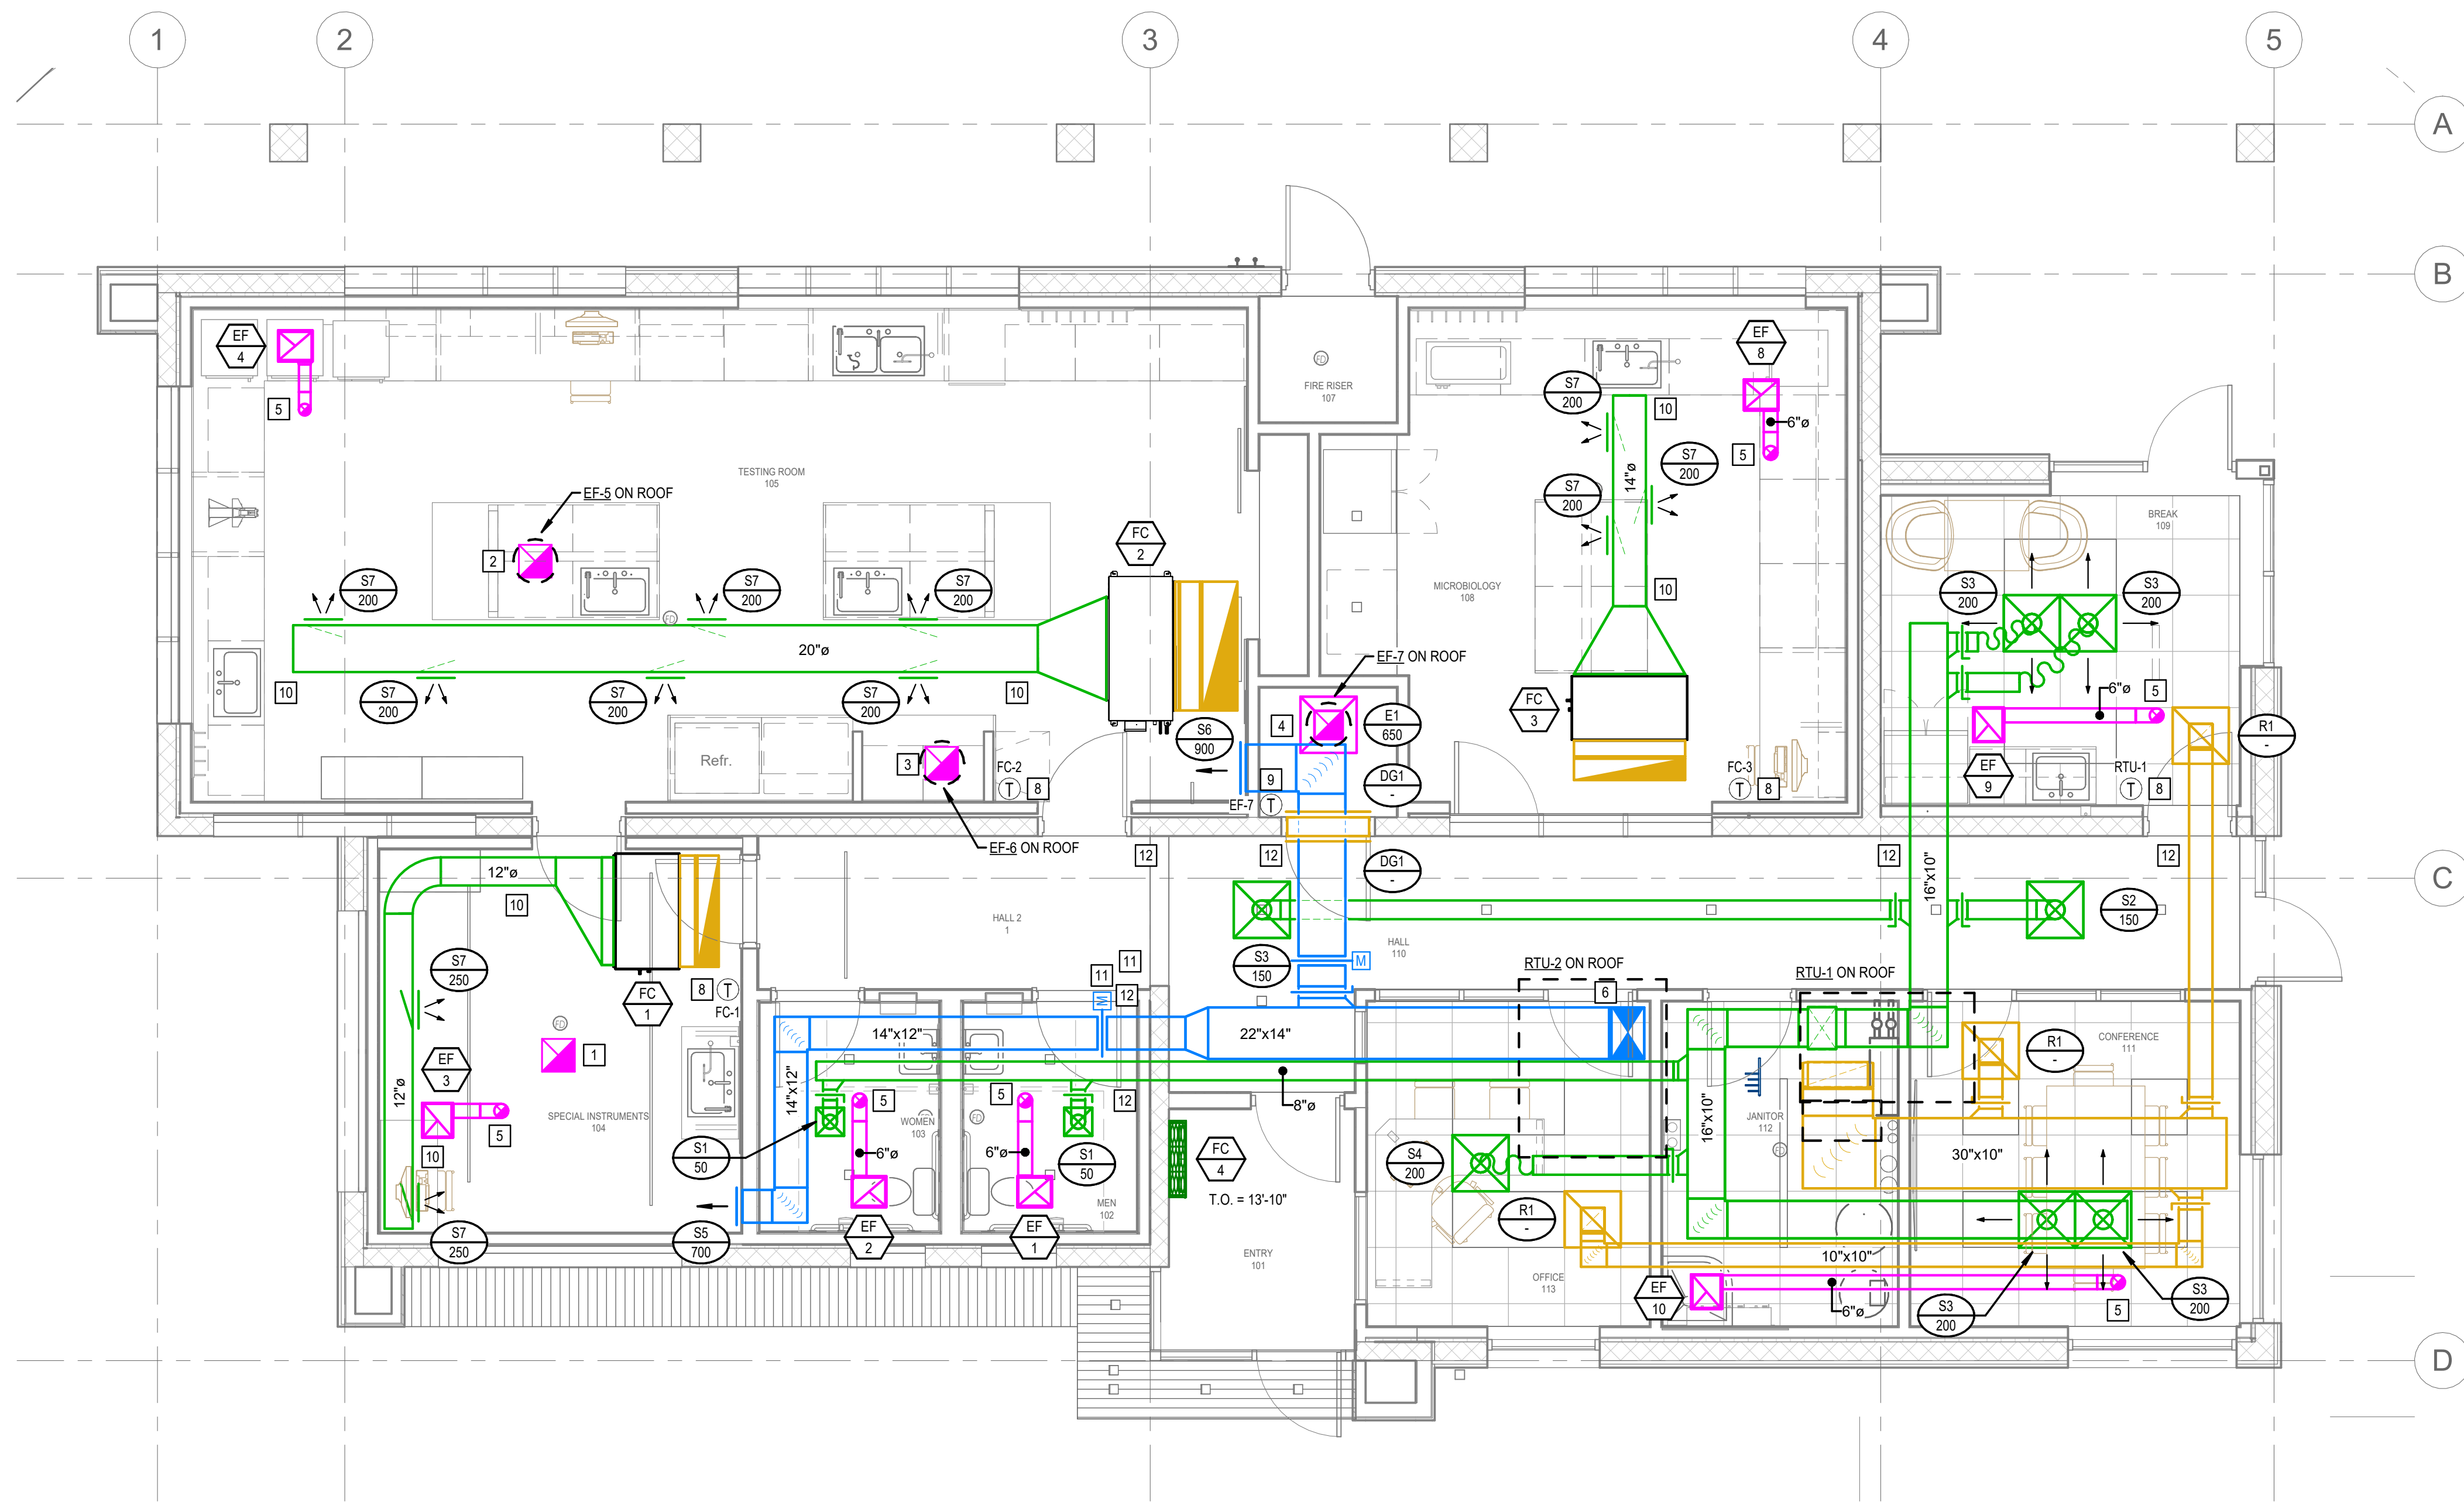 1
2
3
4
5
A
B
EF
4
5
TESTING ROOM
105
EF-5 ON ROOF
2
S7
200
S7
200
S7
200
FC
2
20"ø
10
S7
200
S7
200
S7
200
10
Refr.
3
FC-2
T
8
EF-6 ON ROOF
FD
FD
FIRE RISER
107
S7
200
10
EF
8
6"ø
5
S7
200
S7
200
14"ø
MICROBIOLOGY
108
10
EF-7 ON ROOF
FC
3
4
E1
650
S6
900
9
EF-7
T
DG1
-
FC-3
T
8
BREAK
109
S3
200
S3
200
6"ø
5
R1
-
EF
9
RTU-1
T
8
12
12
DG1
-
12
12
C
12"ø
10
S7
250
FC
1
8
T
FC-1
HALL 2
1
11
11
12
M
S3
150
M
HALL
110
16"x10"
S2
150
RTU-2 ON ROOF
6
RTU-1 ON ROOF
FD
1
EF
3
12"ø
SPECIAL INSTRUMENTS
104
5
10
S7
250
S5
700
14"x12"
14"x12"
22"x14"
S1
50
5
WOMEN
103
6"ø
EF
2
5
FD
12
6"ø
S1
50
MEN
102
EF
1
8"ø
FC
4
T.O. = 13'-10"
ENTRY
101
S4
200
R1
-
OFFICE
113
16"x10"
JANITOR
112
FD
R1
-
CONFERENCE
111
30"x10"
10"x10"
EF
10
6"ø
S3
200
5
S3
200
D